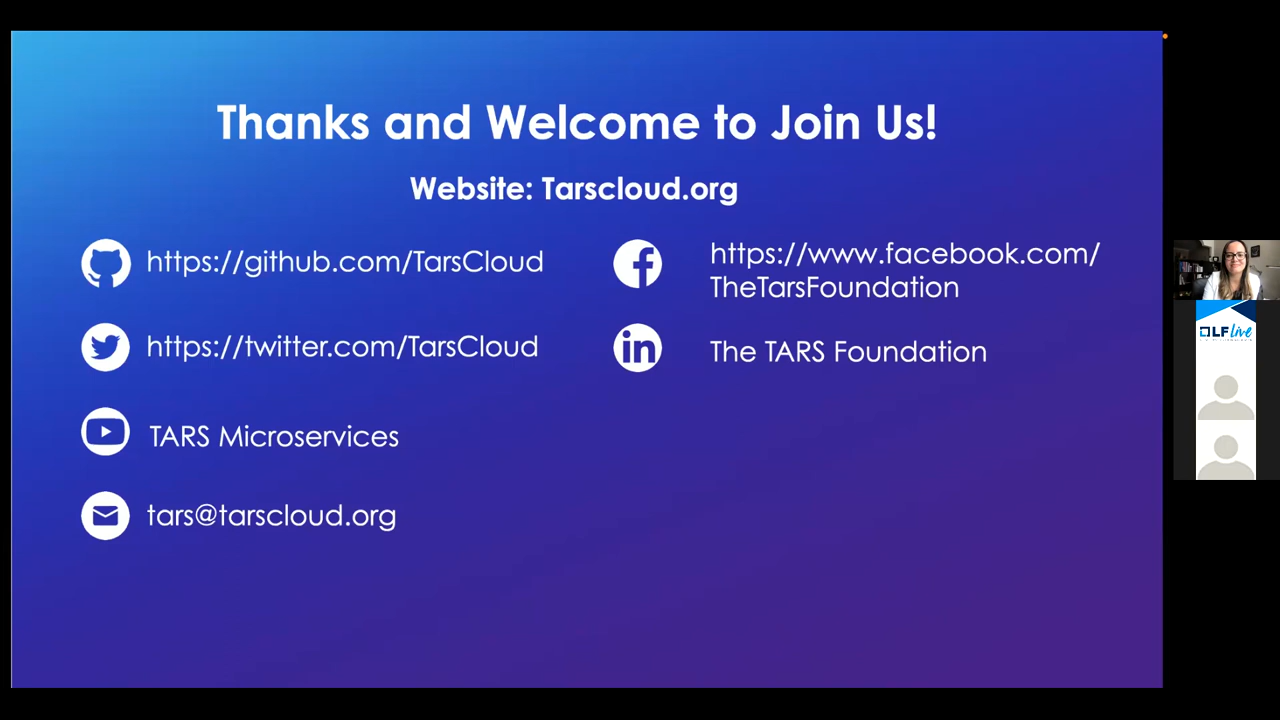 Thanks and Welcome to Join Us!
Website: Tarscloud.org
https://github.com/TarsCloud
https://twitter.com/TarsCloud
TARS Microservices
tars@tarscloud.org
https://www.facebook.com/
TheTarsFoundation
The TARS Foundation
LF Live